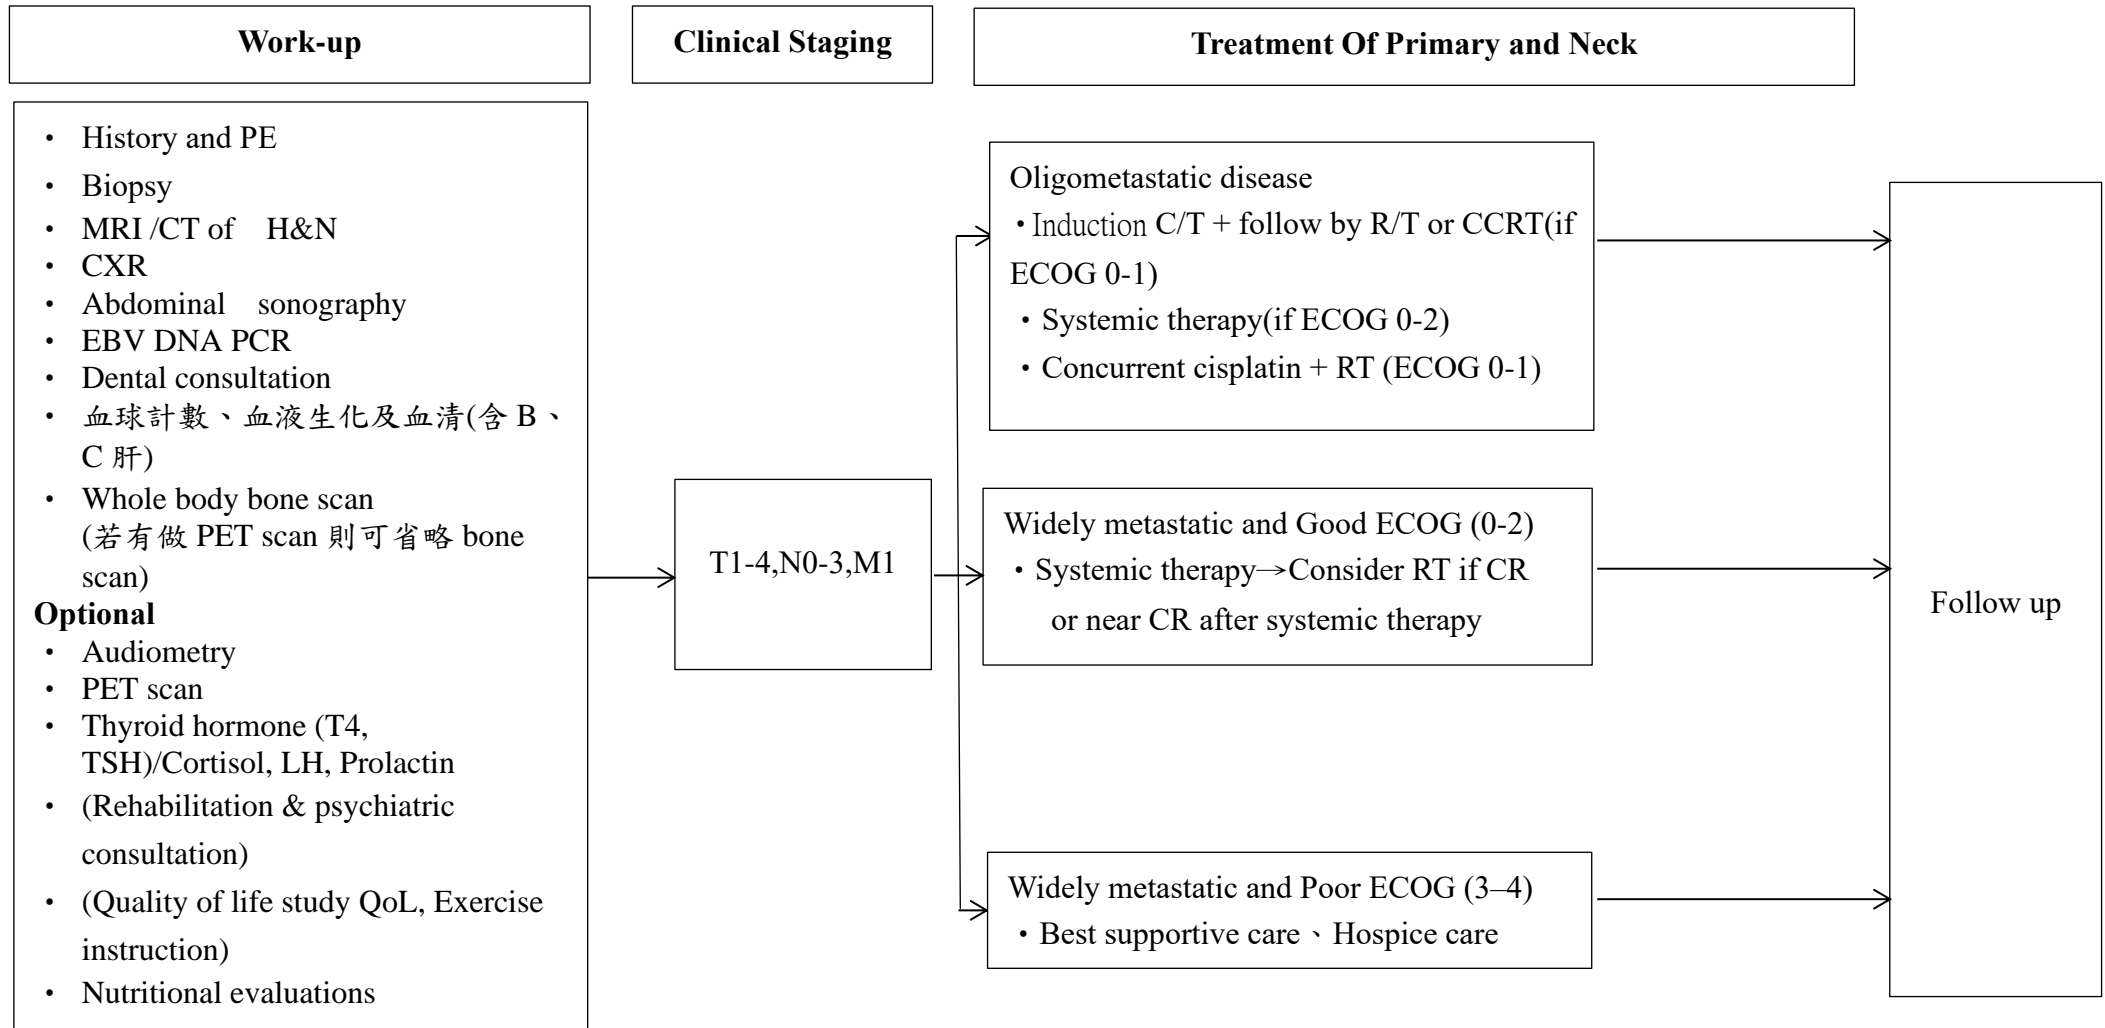 Work-up
Clinical Staging
Treatment Of Primary and Neck
• History and PE
• Biopsy
• MRI /CT of H&N
• CXR
• Abdominal sonography
• EBV DNA PCR
• Dental consultation
• 血球計數、血液生化及血清(含 B、
C 肝)
• Whole body bone scan
(若有做 PET scan 則可省略 bone
scan)
Optional
• Audiometry
• PET scan
• Thyroid hormone (T4,
TSH)/Cortisol, LH, Prolactin
• (Rehabilitation & psychiatric
consultation)
• (Quality of life study QoL, Exercise
instruction)
• Nutritional evaluations
T1-4,N0-3,M1
Oligometastatic disease
•Induction C/T + follow by R/T or CCRT(if
ECOG 0-1)
•Systemic therapy(if ECOG 0-2)
•Concurrent cisplatin + RT (ECOG 0-1)
Widely metastatic and Good ECOG (0-2)
•Systemic therapy→Consider RT if CR
or near CR after systemic therapy
Widely metastatic and Poor ECOG (3–4)
•Best supportive care、Hospice care
Follow up